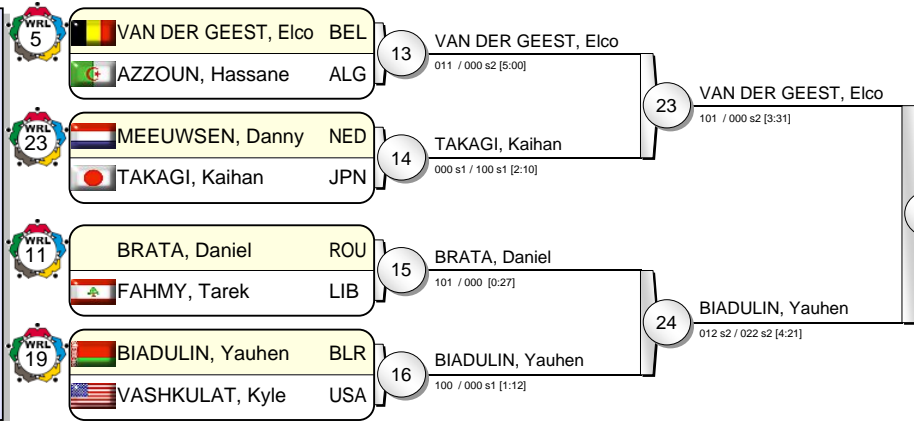 WRL 5 VAN DER GEEST, Elco BEL
AZZOUN, Hassane ALG
13 VAN DER GEEST, Elco
011 / 000 s2 [5:00]
WRL 23 MEEUWSEN, Danny NED
TAKAGI, Kaihan JPN
14 TAKAGI, Kaihan
000 s1 / 100 s1 [2:10]
23 VAN DER GEEST, Elco
101 / 000 s2 [3:31]
WRL 11 BRATA, Daniel ROU
FAHMY, Tarek LIB
15 BRATA, Daniel
101 / 000 [0:27]
WRL 19 BIADULIN, Yauhen BLR
VASHKULAT, Kyle USA
16 BIADULIN, Yauhen
100 / 000 s1 [1:12]
24 BIADULIN, Yauhen
012 s2 / 022 s2 [4:21]